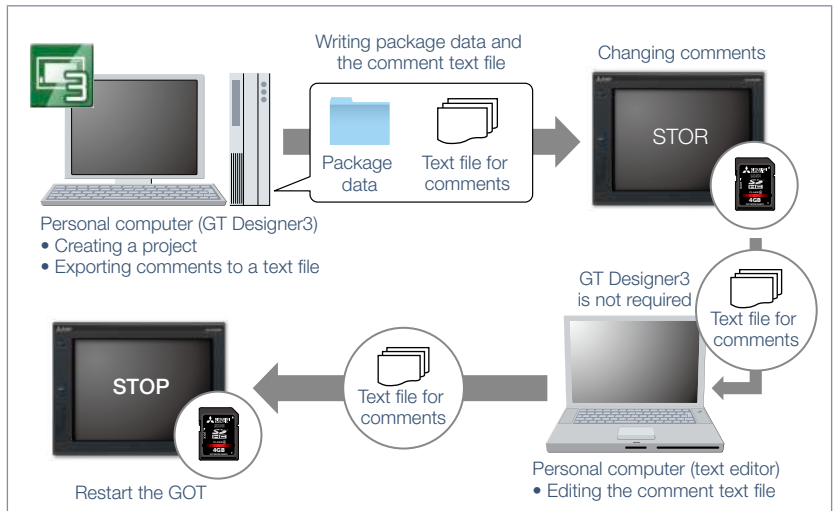 Writing package data and
the comment text file
Changing comments
Package
data
Text file for
comments
STOR
4GB
Personal computer (GT Designer3)
• Creating a project
• Exporting comments to a text file
GT Designer3
is not required
Text file for
comments
Text file for
comments
STOP
4GB
Restart the GOT
Personal computer (text editor)
• Editing the comment text file